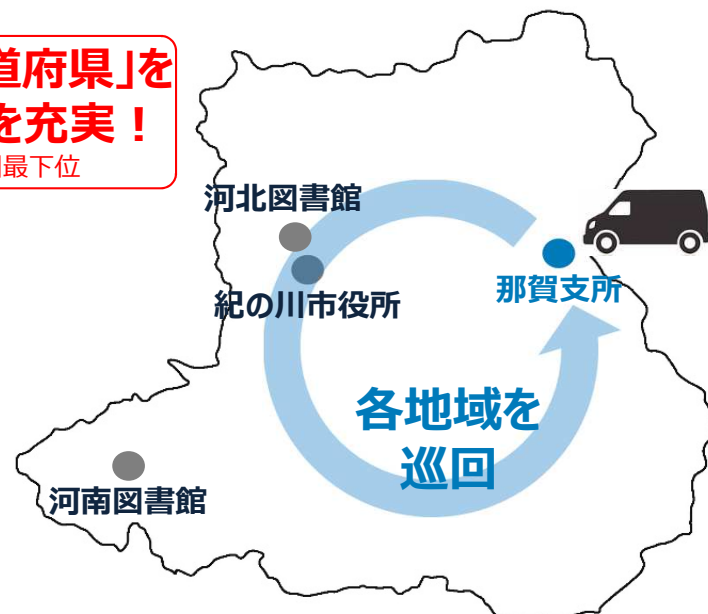 道府県」を
を充実！
最下位
河北図書館
紀の川市役所
那賀支所
各地域を
巡回
河南図書館